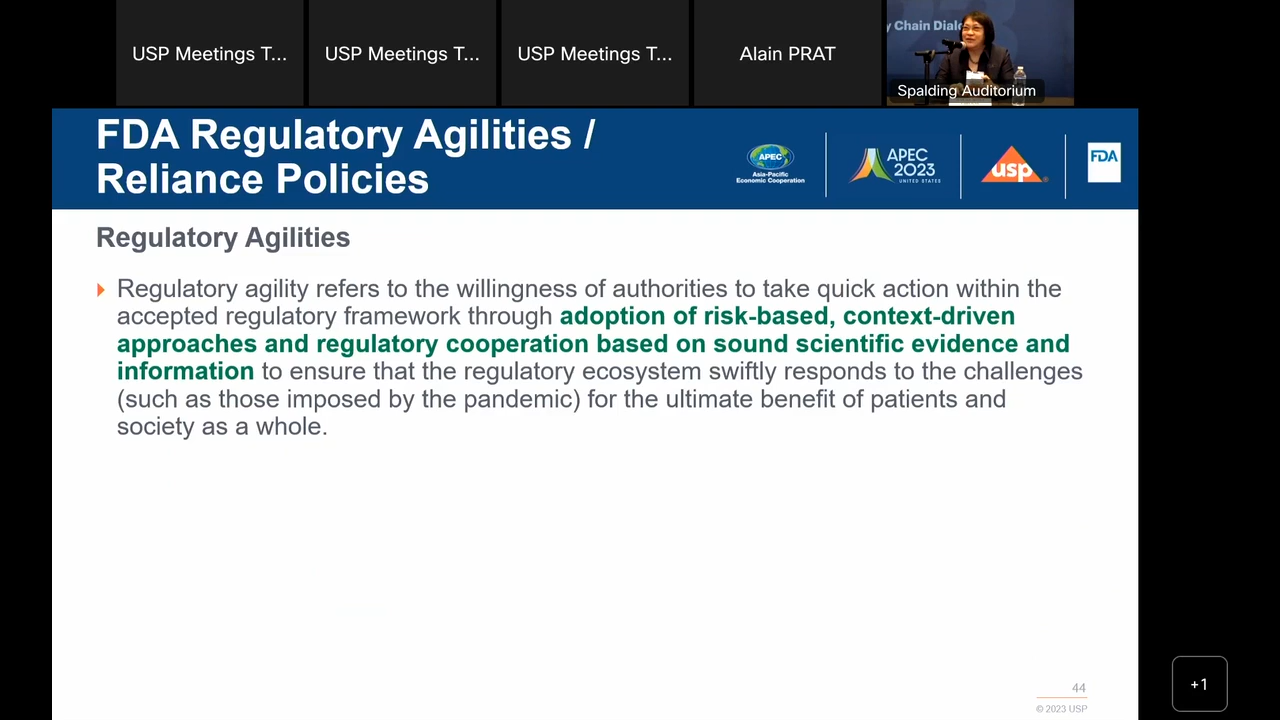 USP Meetings T...
USP Meetings T...
USP Meetings T...
Alain PRAT
y Chain Dialo
Spalding Auditorium
FDA Regulatory Agilities /
Reliance Policies
APEC
Asia-Pacific
Economic Cooperation
APEC
2023
UNITED STATES
usp
FDA
Regulatory Agilities
Regulatory agility refers to the willingness of authorities to take quick action within the
accepted regulatory framework through adoption of risk-based, context-driven
approaches and regulatory cooperation based on sound scientific evidence and
information to ensure that the regulatory ecosystem swiftly responds to the challenges
(such as those imposed by the pandemic) for the ultimate benefit of patients and
society as a whole.
44
© 2023 USP
+1